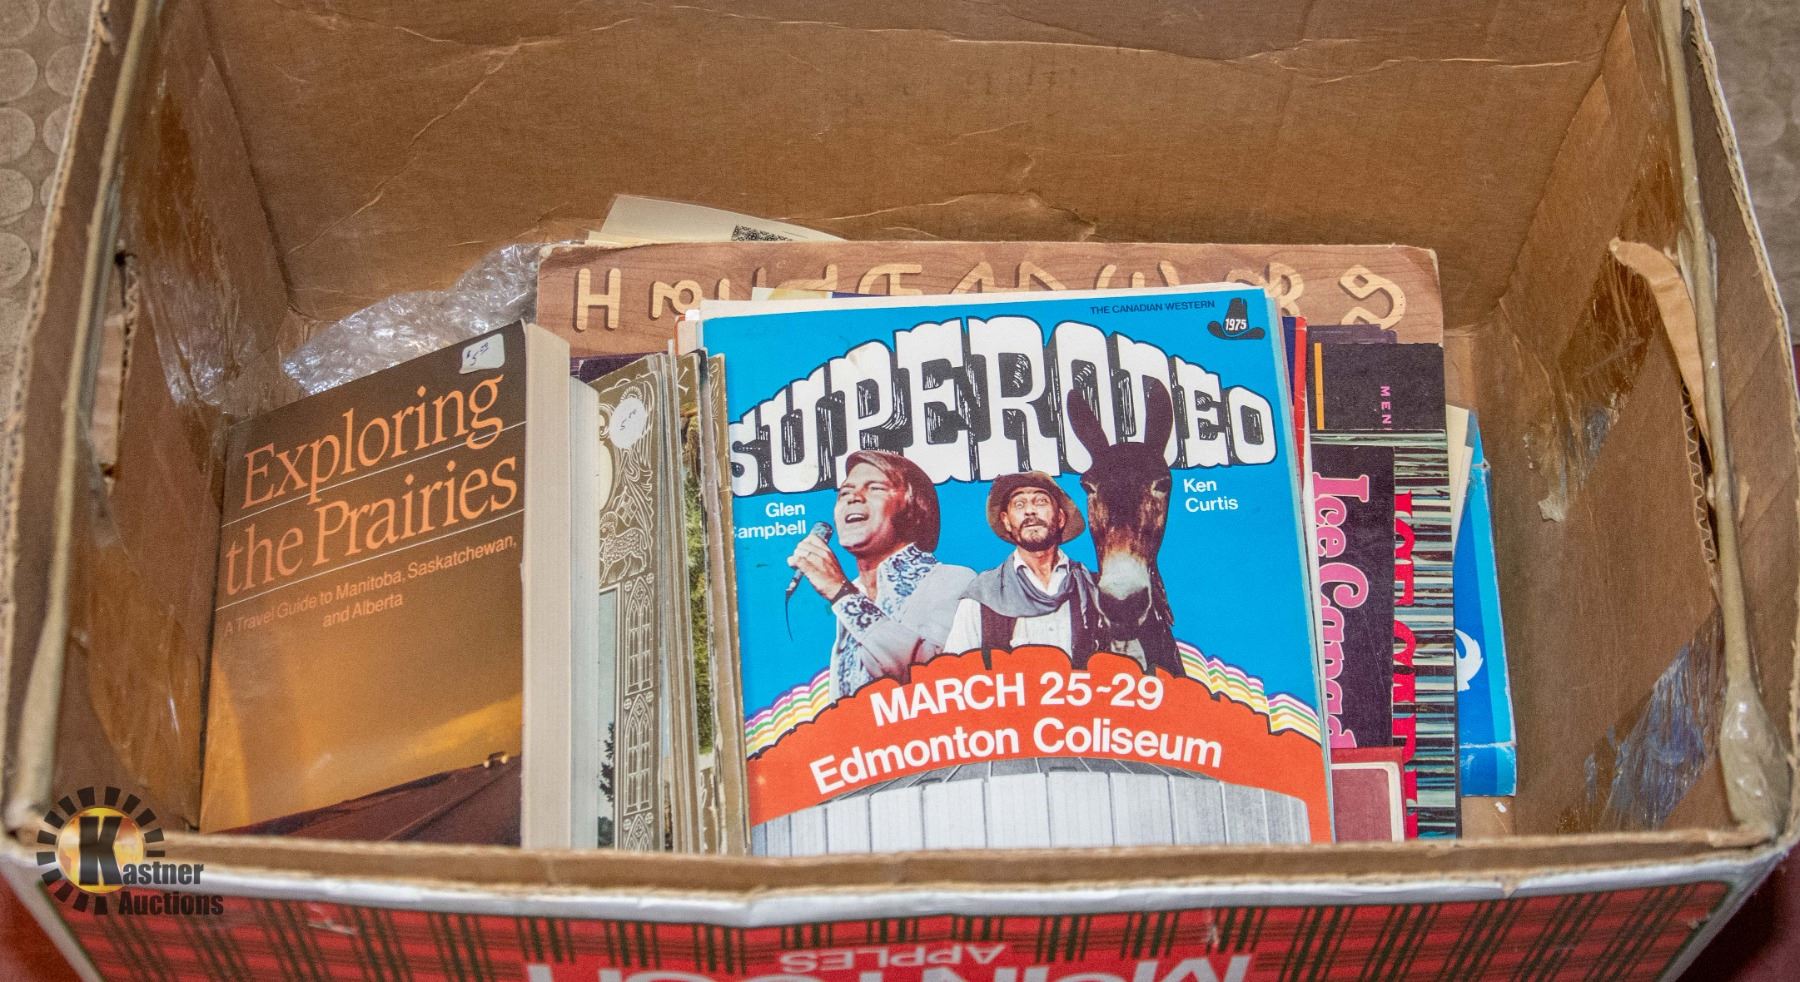 Exploring
the Prairies
A Travel Guide to Manitoba, Saskatchewan,
and Alberta
THE CANADIAN WESTERN
1975
SUPERODEO
Glen
Campbell
Ken
Curtis
MARCH 25-29
Edmonton Coliseum
MEN
Ice Capad
Kastner
Auctions
APPLES